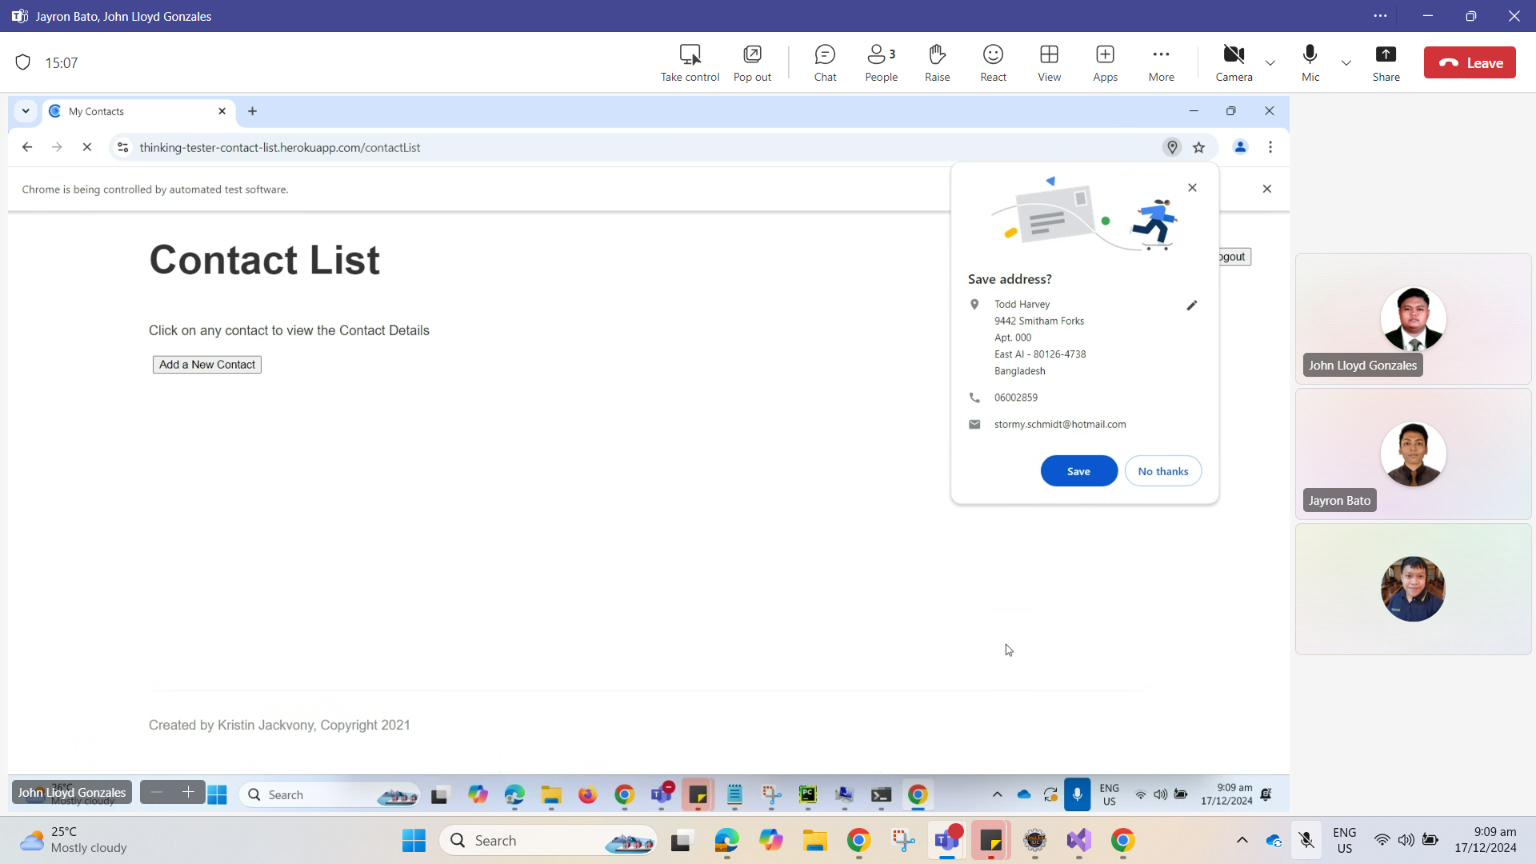 Jayron Bato, John Lloyd Gonzales
15:07
Take control
Pop out
Chat
3
People
Raise
React
View
Apps
More
Camera
Mic
Share
Leave
My Contacts
thinking-tester-contact-list.herokuapp.com/contactList
Chrome is being controlled by automated test software.
Contact List
ogout
Click on any contact to view the Contact Details
Add a New Contact
Save address?
Todd Harvey
9442 Smitham Forks
Apt. 000
East Al - 80126-4738
Bangladesh
06002859
stormy.schmidt@hotmail.com
Save
No thanks
Created by Kristin Jackvony, Copyright 2021
John Lloyd Gonzales
Jayron Bato
John Lloyd Gonzales
Mostly cloudy
Search
ENG
US
9:09 am
17/12/2024
25°C
Mostly cloudy
Search
ENG
US
9:09 am
17/12/2024